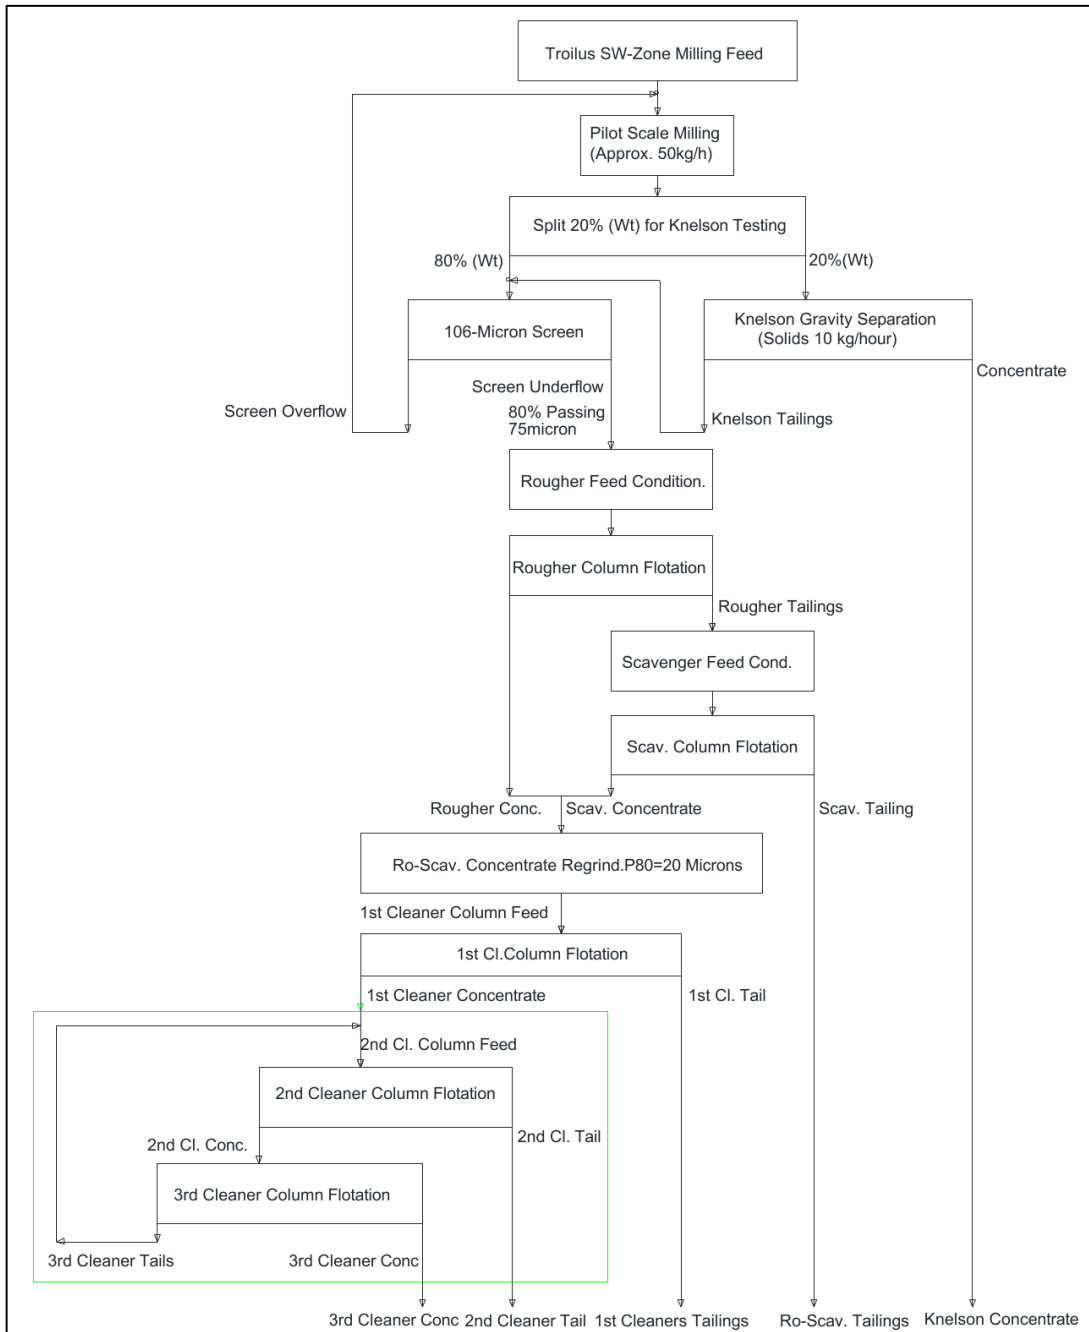 Troilus SW-Zone Milling Feed
Pilot Scale Milling
(Approx. 50kg/h)
Split 20% (Wt) for Knelson Testing
80% (Wt)
20%(Wt)
106-Micron Screen
Knelson Gravity Separation
(Solids 10 kg/hour)
Concentrate
Screen Underflow
Screen Overflow
80% Passing
75micron
Knelson Tailings
Rougher Feed Condition.
Rougher Column Flotation
Rougher Tailings
Scavenger Feed Cond.
Scav. Column Flotation
Rougher Conc.
Scav. Concentrate
Scav. Tailing
Ro-Scav. Concentrate Regrind.P80=20 Microns
1st Cleaner Column Feed
1st Cl.Column Flotation
1st Cleaner Concentrate
1st Cl. Tail
2nd Cl. Column Feed
2nd Cleaner Column Flotation
2nd Cl. Conc.
2nd Cl. Tail
3rd Cleaner Column Flotation
3rd Cleaner Tails
3rd Cleaner Conc
3rd Cleaner Conc
2nd Cleaner Tail
1st Cleaners Tailings
Ro-Scav. Tailings
Knelson Concentrate